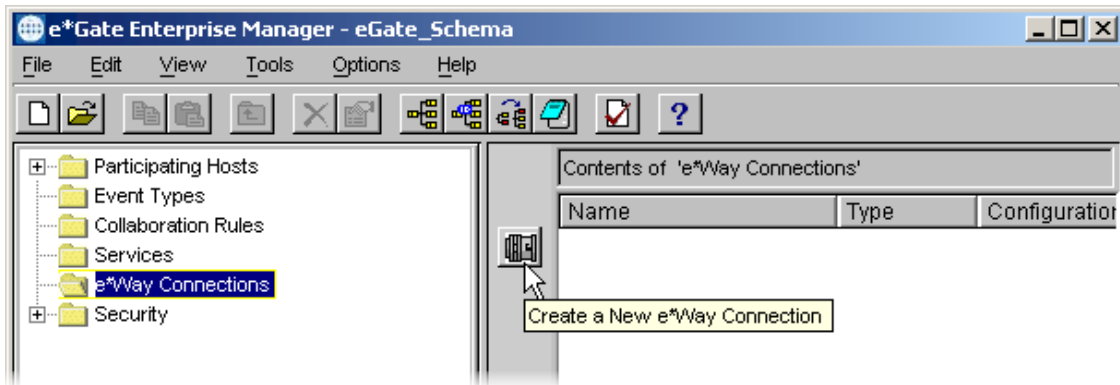 e*Gate Enterprise Manager - eGate_Schema
File Edit View Tools Options Help
?
Participating Hosts
Event Types
Collaboration Rules
Services
e*Way Connections
Security
Contents of 'e*Way Connections'
Name Type Configuration
Create a New e*Way Connection